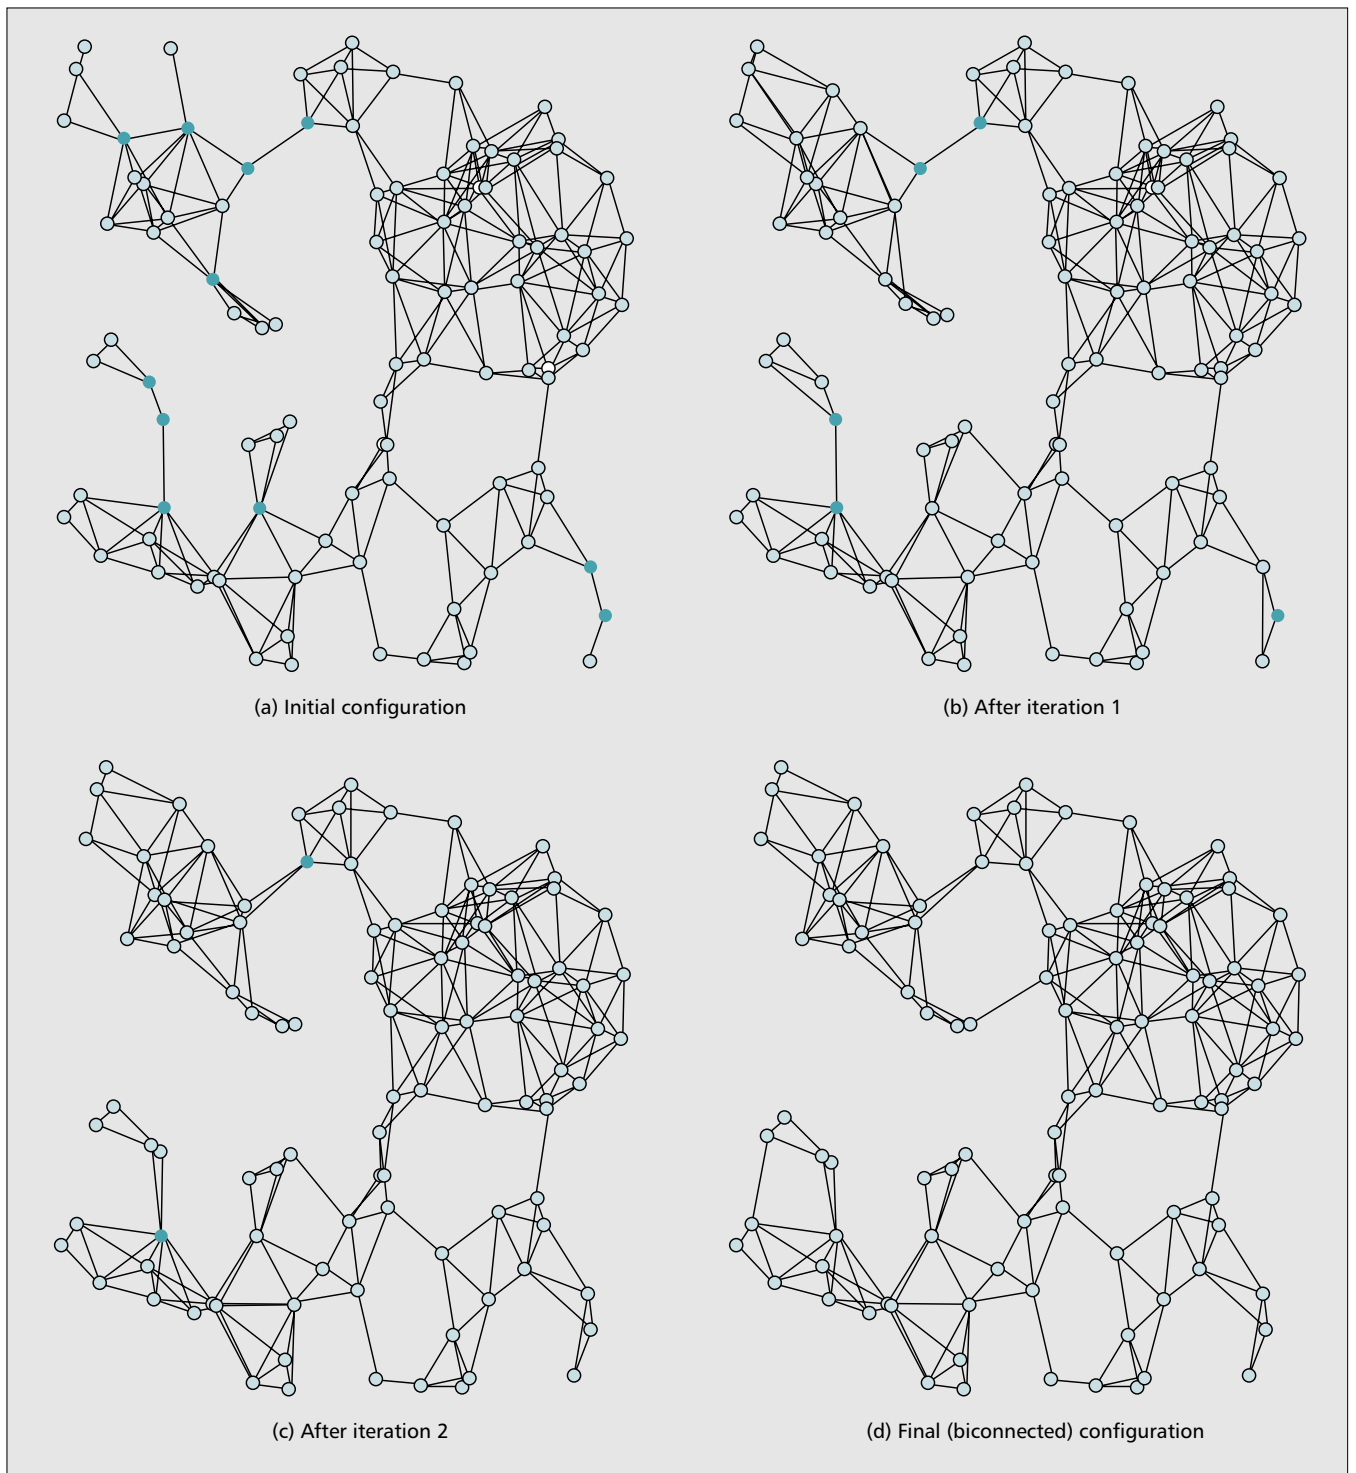 (a) Initial configuration
(b) After iteration 1
(c) After iteration 2
(d) Final (biconnected) configuration